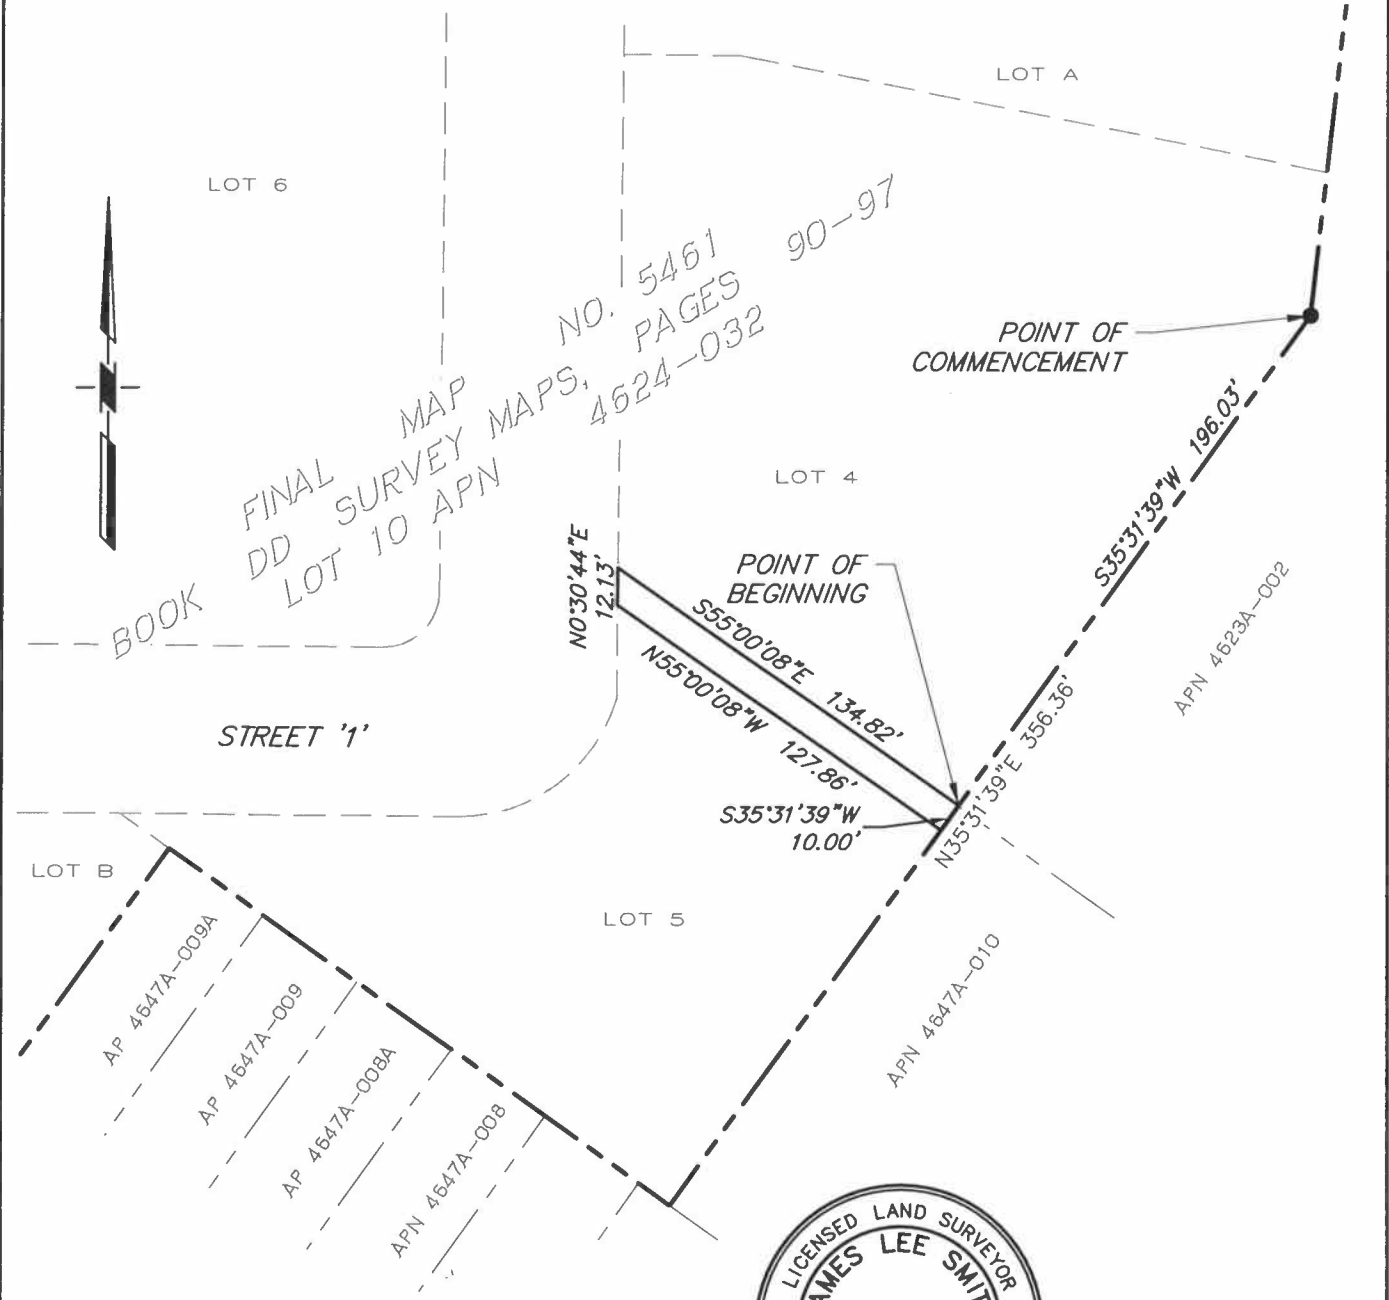 LOT A
LOT 6
FINAL MAP NO. 5461
BOOK DD SURVEY MAPS, PAGES 90-97
LOT 10 APN 4624-032
POINT OF
COMMENCEMENT
S35°31'39"W 196.03'
LOT 4
N0°30'44"E
12.13'
POINT OF
BEGINNING
S55°00'08"E 134.82'
N55°00'08"W 127.86'
S35°31'39"W
10.00'
N35°31'39"E 356.36'
APN 4623A-002
STREET '1'
LOT B
LOT 5
AP 4647A-009A
AP 4647A-009
AP 4647A-008A
APN 4647A-008
APN 4647A-010
LICENSED LAND SURVEYOR
LEE